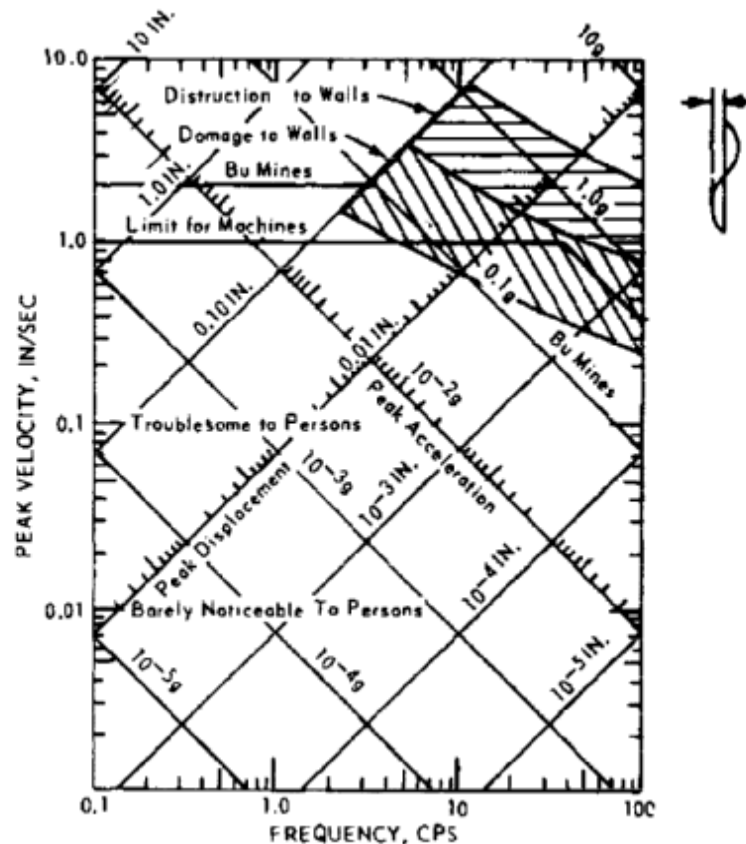 10 IN.
10g
10.0
Distruction to Walls
Domage to Walls
Bu Mines
1.0 IN.
1.0g
Limit for Machines
1.0
0.1g
0.10 IN.
0.01 IN.
Bu Mines
10-2g
Peak Acceleration
0.1
Troublesome to Persons
10-3g
10-3 IN.
Peak Displacement
10-4 IN.
0.01
Barely Noticeable To Persons
10-5g
10-4g
10-5 IN.
PEAK VELOCITY, IN/SEC
0.1
1.0
10
100
FREQUENCY, CPS